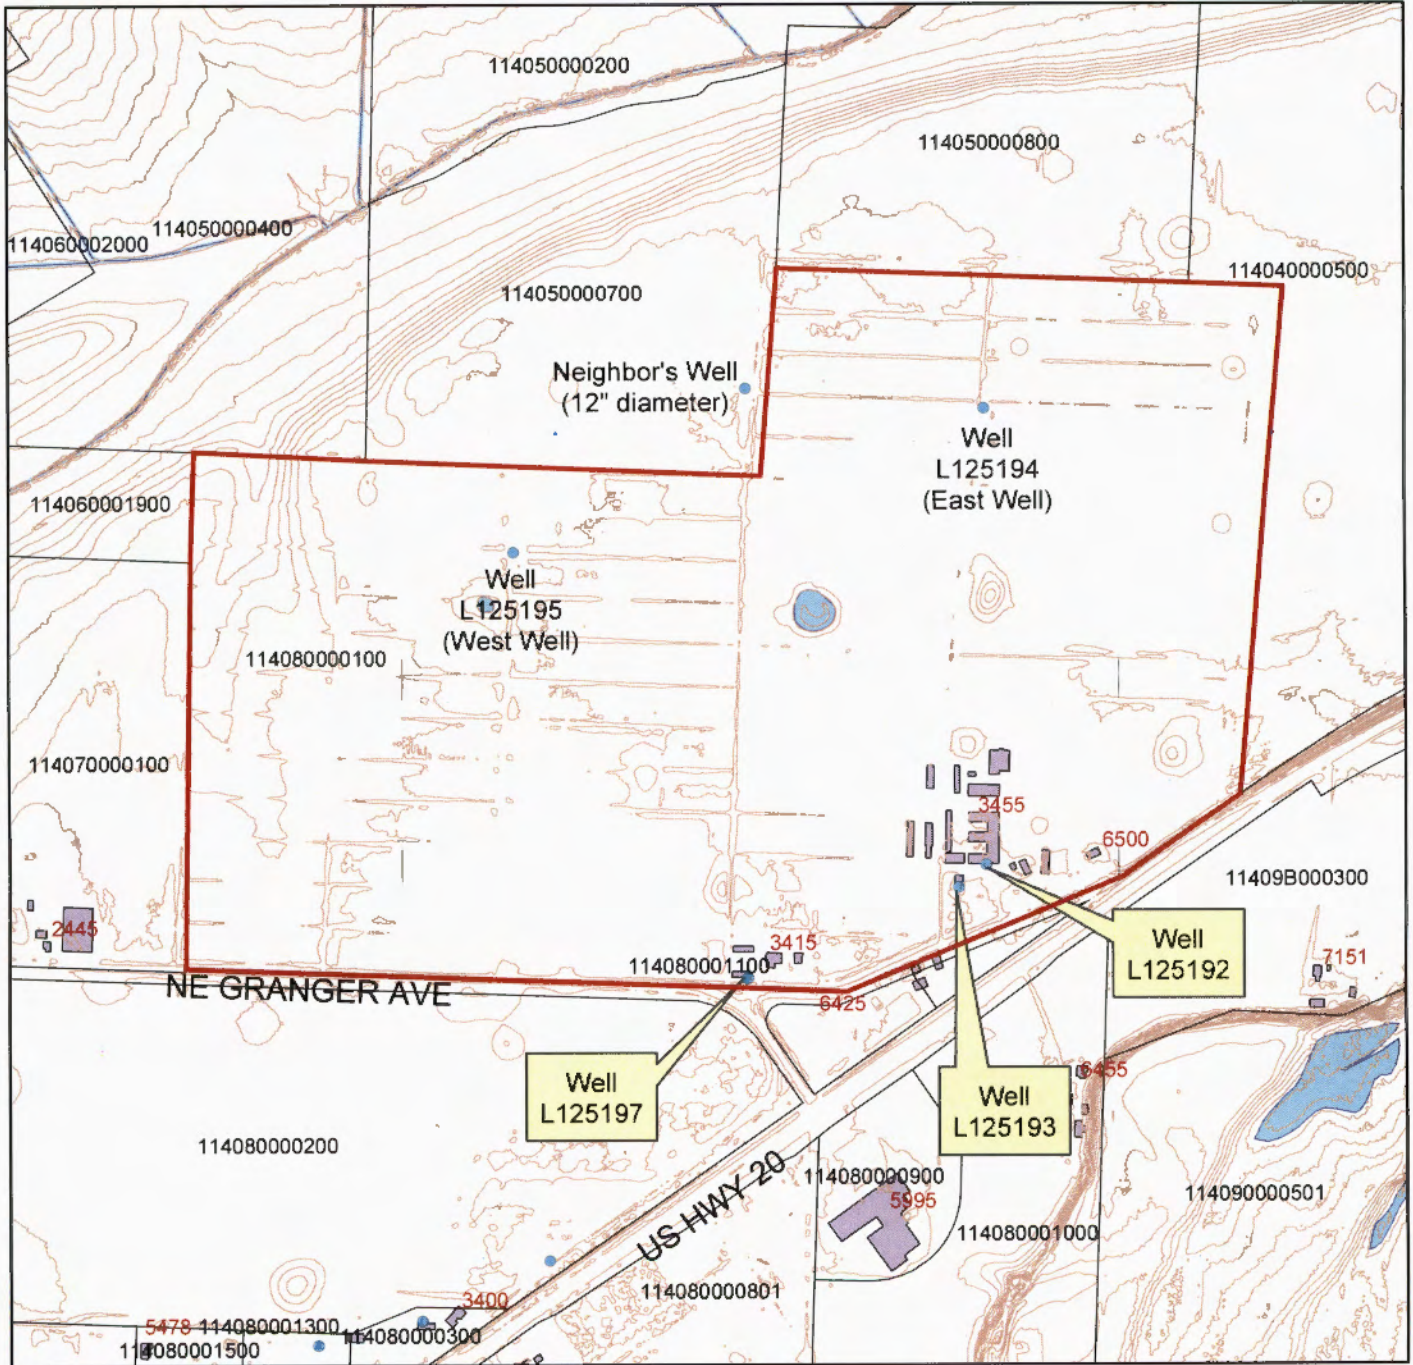 114050000200
114050000800
114050000400
114060002000
114040000500
114050000700
Neighbor's Well
(12" diameter)
Well
L125194
(East Well)
114060001900
Well
L125195
(West Well)
114080000100
114070000100
3455
6500
11409B000300
2445
3415
114080001100
Well
L125192
7151
NE GRANGER AVE
6425
Well
L125197
6455
Well
L125193
114080000200
US HWY 20
114080000900
5995
114090000501
114080001000
114080000801
3400
5478
114080001300
114080000300
114080001500